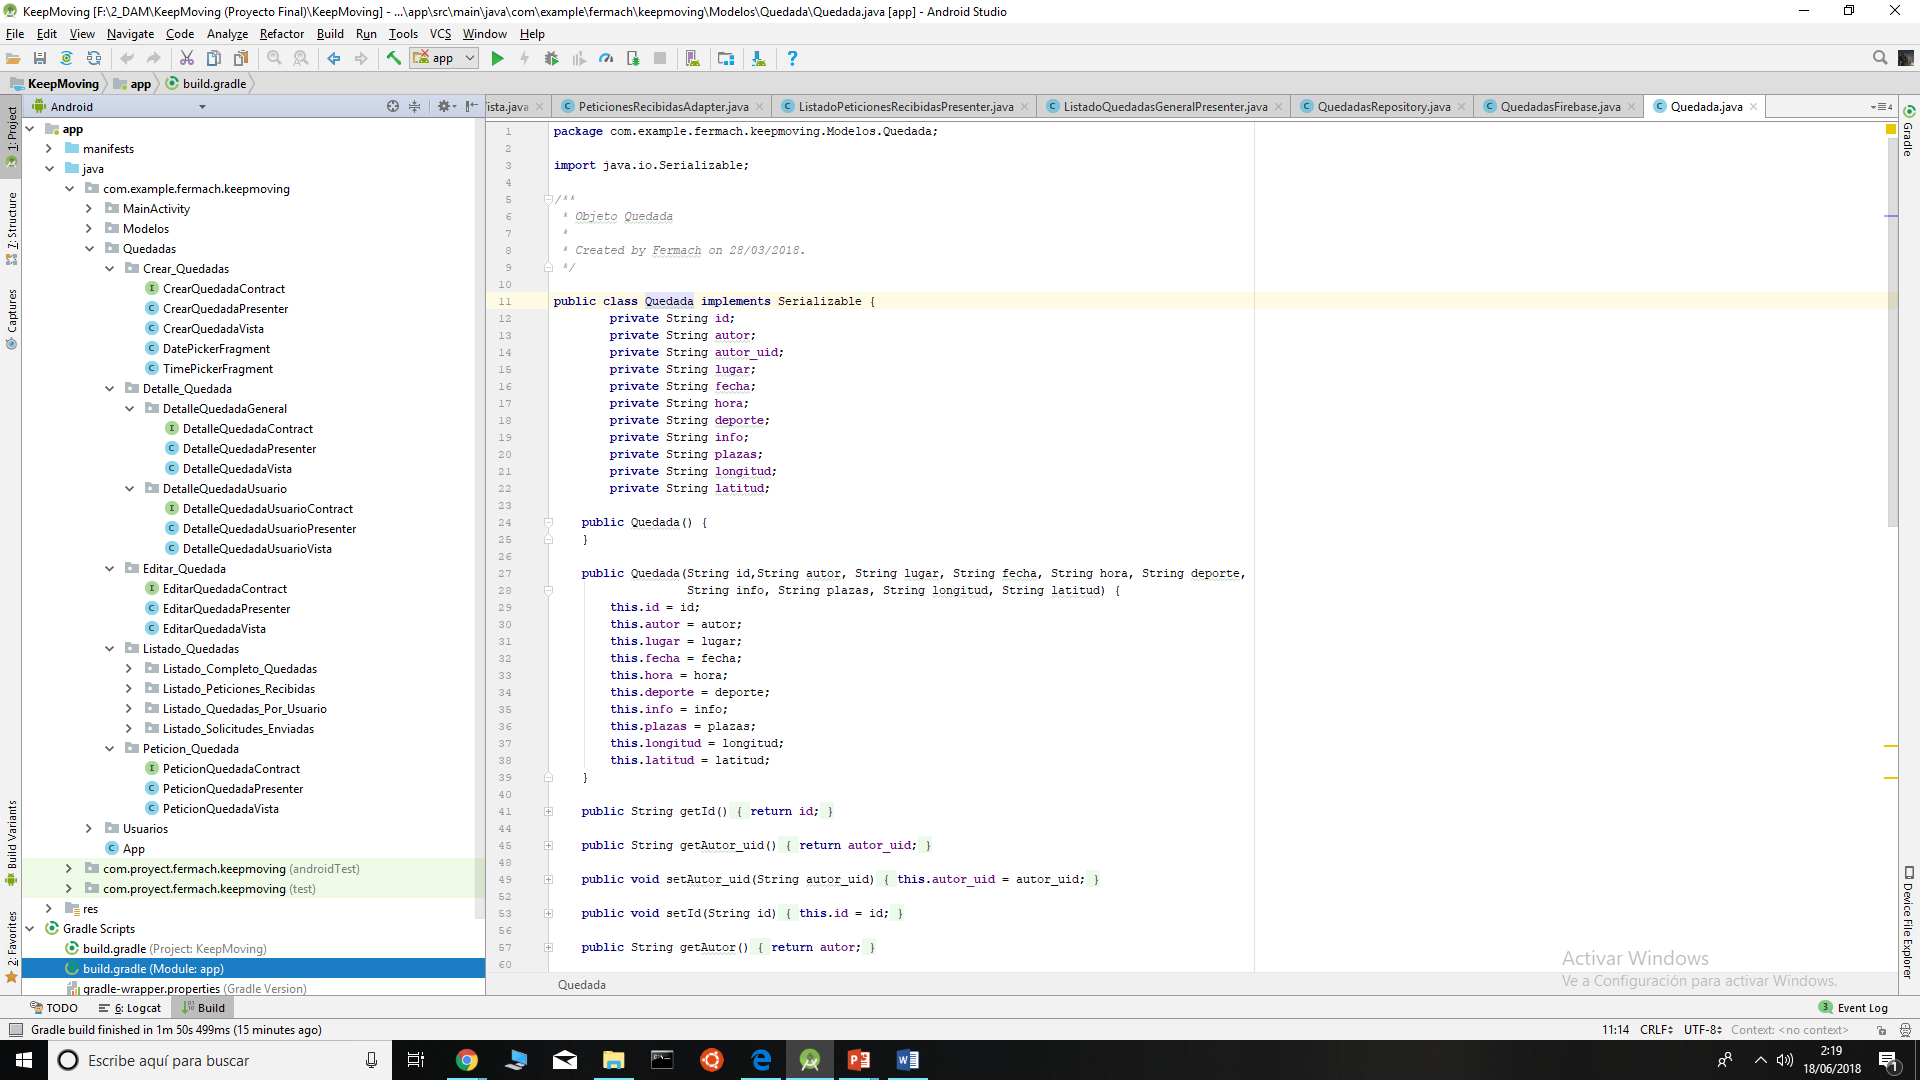 KeepMoving [F:\2_DAM\KeepMoving (Proyecto Final)\KeepMoving] - ...\app\src\main\java\com\example\fermach\keepmoving\Modelos\Quedada\Quedada.java [app] - Android Studio
File Edit View Navigate Code Analyze Refactor Build Run Tools VCS Window Help
app
KeepMoving app build.gradle
Android
ista.java PeticionesRecibidasAdapter.java ListadoPeticionesRecibidasPresenter.java ListadoQuedadasGeneralPresenter.java QuedadasRepository.java QuedadasFirebase.java Quedada.java 4
1: Project
7: Structure
Captures
Build Variants
2: Favorites
app
manifests
java
com.example.fermach.keepmoving
MainActivity
Modelos
Quedadas
Crear_Quedadas
CrearQuedadaContract
CrearQuedadaPresenter
CrearQuedadaVista
DatePickerFragment
TimePickerFragment
Detalle_Quedada
DetalleQuedadaGeneral
DetalleQuedadaContract
DetalleQuedadaPresenter
DetalleQuedadaVista
DetalleQuedadaUsuario
DetalleQuedadaUsuarioContract
DetalleQuedadaUsuarioPresenter
DetalleQuedadaUsuarioVista
Editar_Quedada
EditarQuedadaContract
EditarQuedadaPresenter
EditarQuedadaVista
Listado_Quedadas
Listado_Completo_Quedadas
Listado_Peticiones_Recibidas
Listado_Quedadas_Por_Usuario
Listado_Solicitudes_Enviadas
Peticion_Quedada
PeticionQuedadaContract
PeticionQuedadaPresenter
PeticionQuedadaVista
Usuarios
App
com.proyect.fermach.keepmoving (androidTest)
com.proyect.fermach.keepmoving (test)
res
Gradle Scripts
build.gradle (Project: KeepMoving)
build.gradle (Module: app)
gradle-wrapper.properties (Gradle Version)
1 package com.example.fermach.keepmoving.Modelos.Quedada;
2
3 import java.io.Serializable;
4
5 /**
6 * Objeto Quedada
7 *
8 * Created by Fermach on 28/03/2018.
9 */
10
11 public class Quedada implements Serializable {
12 private String id;
13 private String autor;
14 private String autor_uid;
15 private String lugar;
16 private String fecha;
17 private String hora;
18 private String deporte;
19 private String info;
20 private String plazas;
21 private String longitud;
22 private String latitud;
23
24 public Quedada() {
25 }
26
27 public Quedada(String id,String autor, String lugar, String fecha, String hora, String deporte,
28 String info, String plazas, String longitud, String latitud) {
29 this.id = id;
30 this.autor = autor;
31 this.lugar = lugar;
32 this.fecha = fecha;
33 this.hora = hora;
34 this.deporte = deporte;
35 this.info = info;
36 this.plazas = plazas;
37 this.longitud = longitud;
38 this.latitud = latitud;
39 }
40
41 public String getId() { return id; }
44
45 public String getAutor_uid() { return autor_uid; }
48
49 public void setAutor_uid(String autor_uid) { this.autor_uid = autor_uid; }
52
53 public void setId(String id) { this.id = id; }
56
57 public String getAutor() { return autor; }
60
Quedada
Gradle
Device File Explorer
Activar Windows
Ve a Configuración para activar Windows.
TODO 6: Logcat Build 3 Event Log
Gradle build finished in 1m 50s 499ms (15 minutes ago) 11:14 CRLF UTF-8 Context: <no context>
Escribe aquí para buscar
2:19
18/06/2018
1